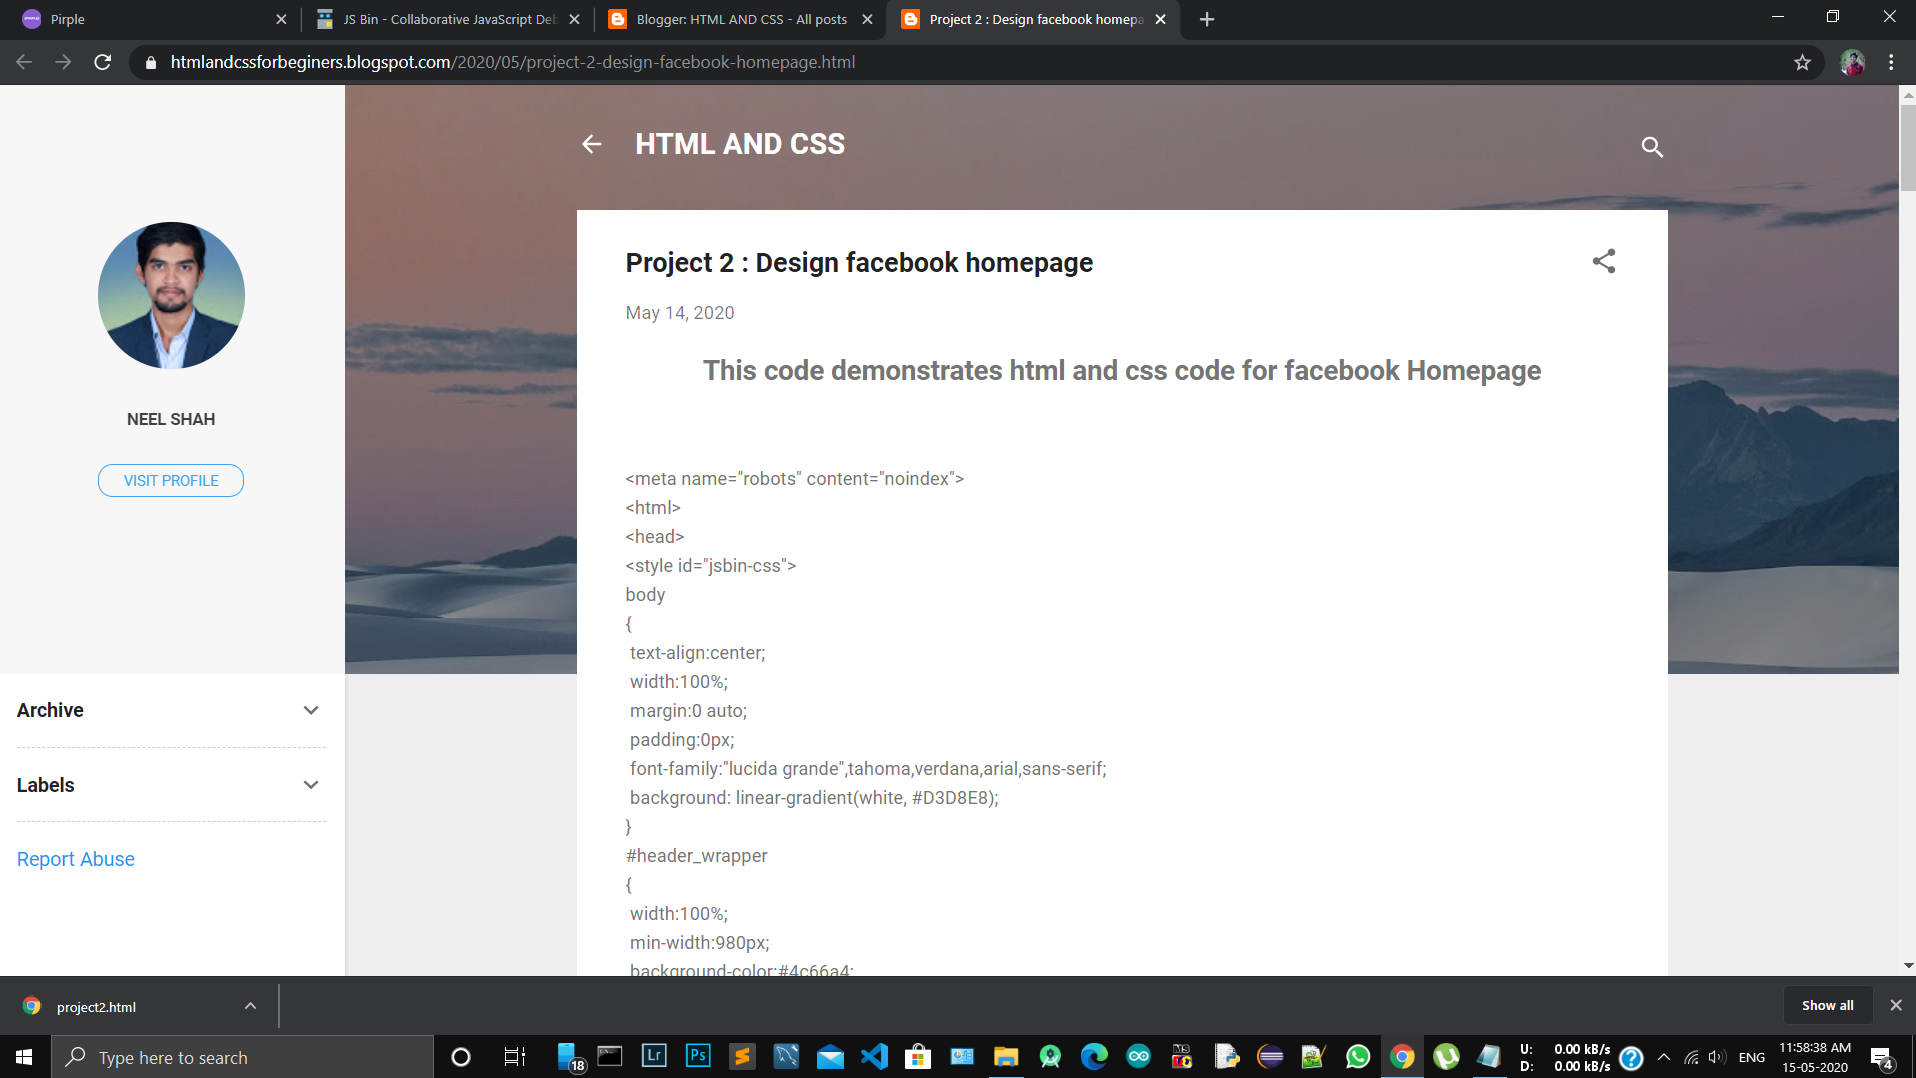 Pirple
JS Bin - Collaborative JavaScript Deb
Blogger: HTML AND CSS - All posts
Project 2 : Design facebook homepa
htmlandcssforbeginers.blogspot.com/2020/05/project-2-design-facebook-homepage.html
HTML AND CSS
NEEL SHAH
VISIT PROFILE
Archive
Labels
Report Abuse
Project 2 : Design facebook homepage
May 14, 2020
This code demonstrates html and css code for facebook Homepage
<meta name="robots" content="noindex">
<html>
<head>
<style id="jsbin-css">
body
{
text-align:center;
width:100%;
margin:0 auto;
padding:0px;
font-family:"lucida grande",tahoma,verdana,arial,sans-serif;
background: linear-gradient(white, #D3D8E8);
}
#header_wrapper
{
width:100%;
min-width:980px;
background-color:#4c66a4;
project2.html
Show all
Type here to search
18
Lr
Ps
U: 0.00 kB/s
D: 0.00 kB/s
ENG
11:58:38 AM
15-05-2020
4